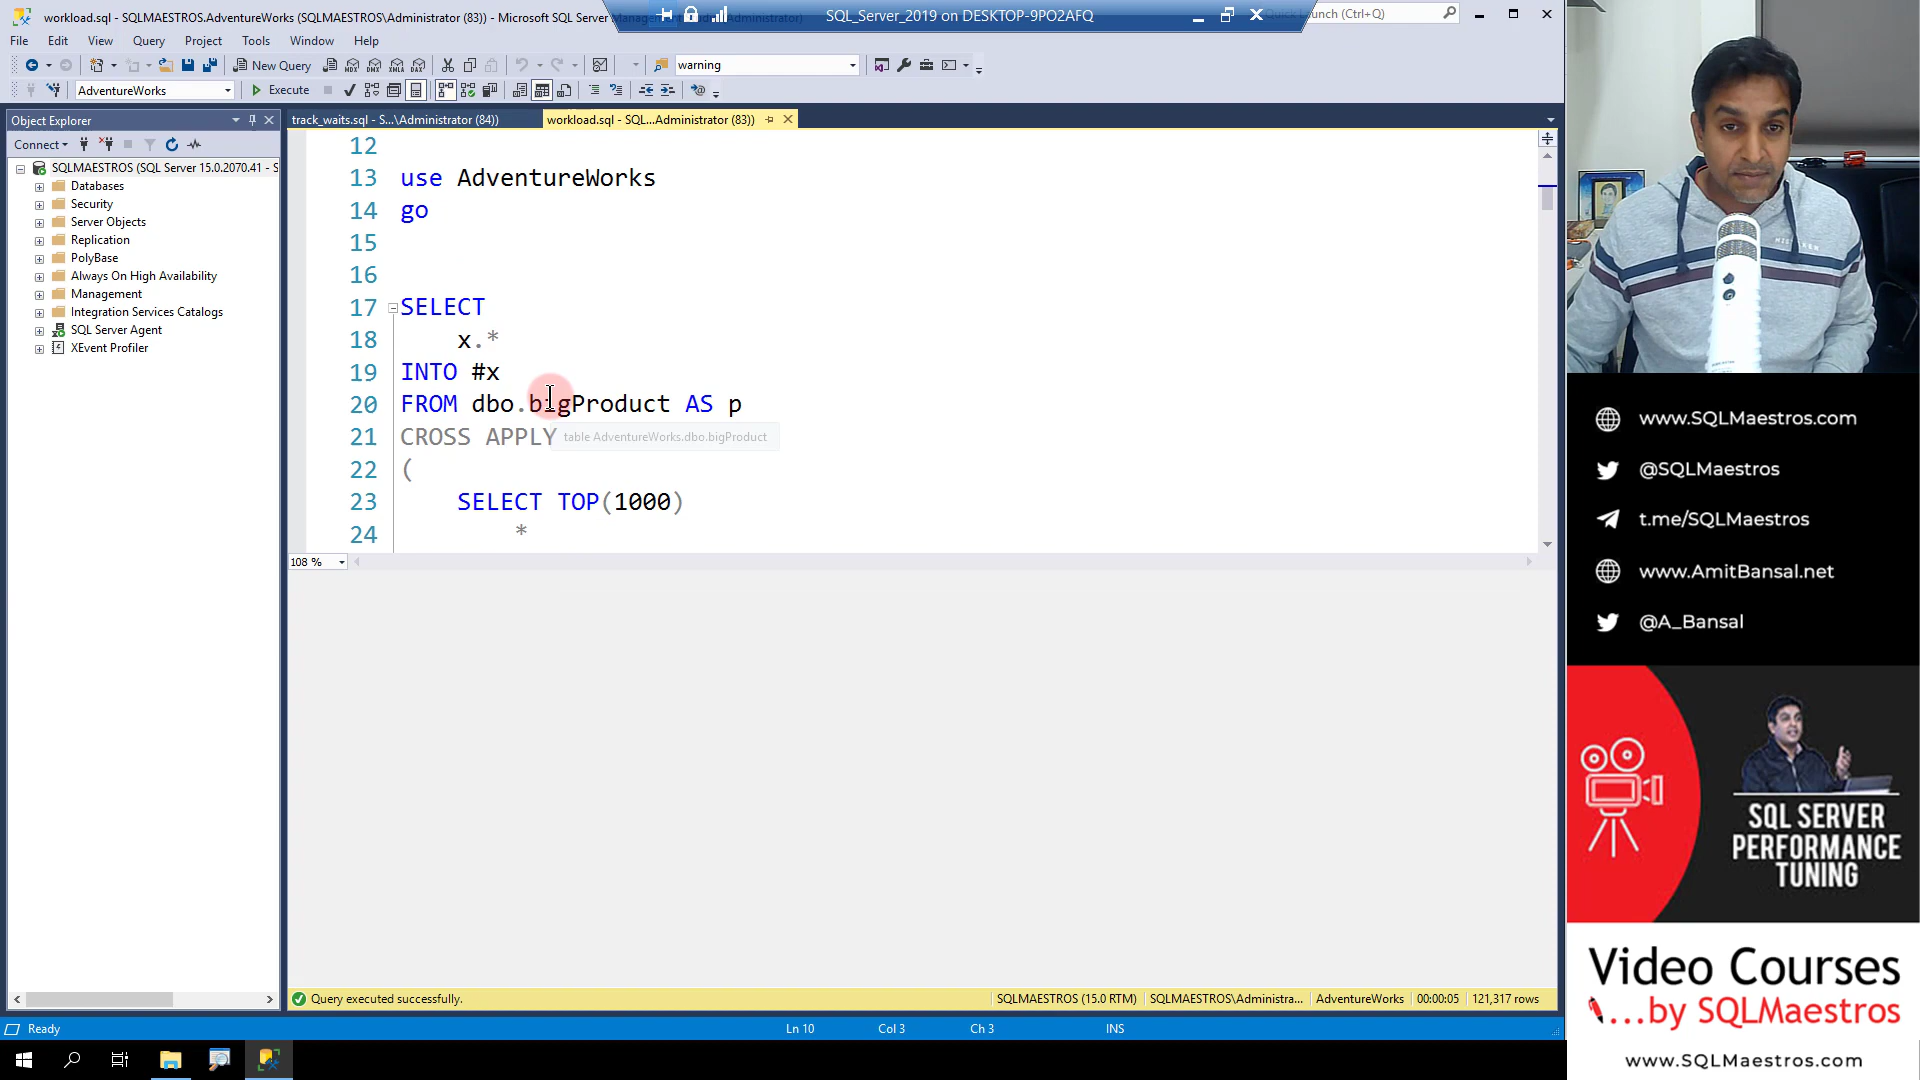 workload.sql - SQLMAESTROS.AdventureWorks (SQLMAESTROS\Administrator (83)) - Microsoft SQL Server
SQL_Server_2019 on DESKTOP-9PO2AFQ
Launch (Ctrl+Q)
File Edit View Query Project Tools Window Help
New Query
warning
AdventureWorks
Execute
Object Explorer
track_waits.sql - S...\Administrator (84))
workload.sql - SQL...Administrator (83))
Connect
SQLMAESTROS (SQL Server 15.0.2070.41 - S
Databases
Security
Server Objects
Replication
PolyBase
Always On High Availability
Management
Integration Services Catalogs
SQL Server Agent
XEvent Profiler
12
13 use AdventureWorks
14 go
15
16
17 SELECT
18 x.*
19 INTO #x
20 FROM dbo.bigProduct AS p
21 CROSS APPLY
table AdventureWorks.dbo.bigProduct
22 (
23 SELECT TOP(1000)
24 *
108 %
Query executed successfully.
SQLMAESTROS (15.0 RTM)
SQLMAESTROS\Administra...
AdventureWorks
00:00:05
121,317 rows
Ready
Ln 10
Col 3
Ch 3
INS
www.SQLMaestros.com
@SQLMaestros
t.me/SQLMaestros
www.AmitBansal.net
@A_Bansal
SQL SERVER
PERFORMANCE
TUNING
Video Courses
...by SQLMaestros
www.SQLMaestros.com